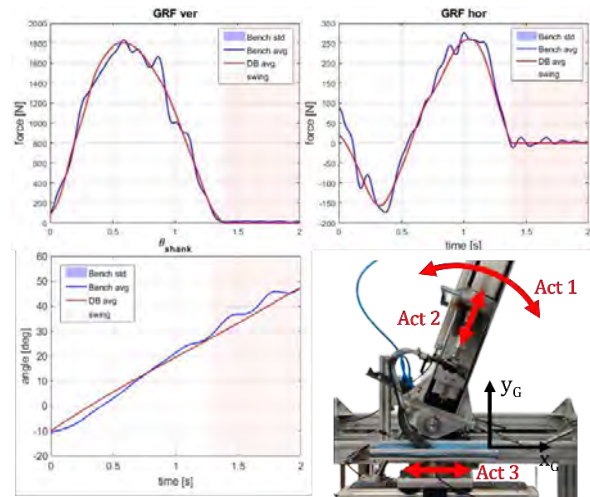 GRF ver
force [N]
2000
1800
1600
1400
1200
1000
800
600
400
200
0
Bench std
Bench avg
DB avg
swing
0
0.5
1
1.5
2
GRF hor
force [N]
300
250
200
150
100
50
0
-50
-100
-150
-200
Bench std
Bench avg
DB avg
swing
0
0.5
1
1.5
2
time [s]
θshank
angle [deg]
60
50
40
30
20
10
0
-10
-20
Bench std
Bench avg
DB avg
swing
0
0.5
1
1.5
2
time [s]
Act 1
Act 2
yG
xG
Act 3